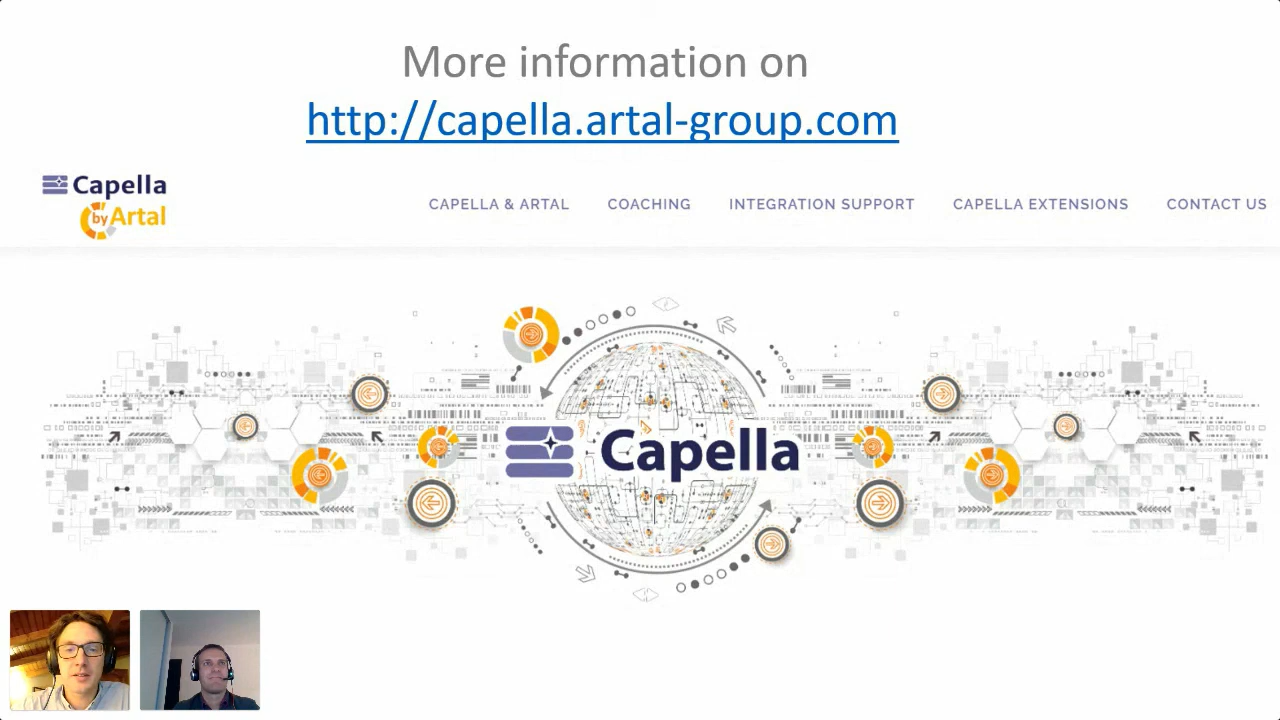 More information on
http://capella.artal-group.com
Capella
by Artal
CAPELLA & ARTAL COACHING INTEGRATION SUPPORT CAPELLA EXTENSIONS CONTACT US
Capella